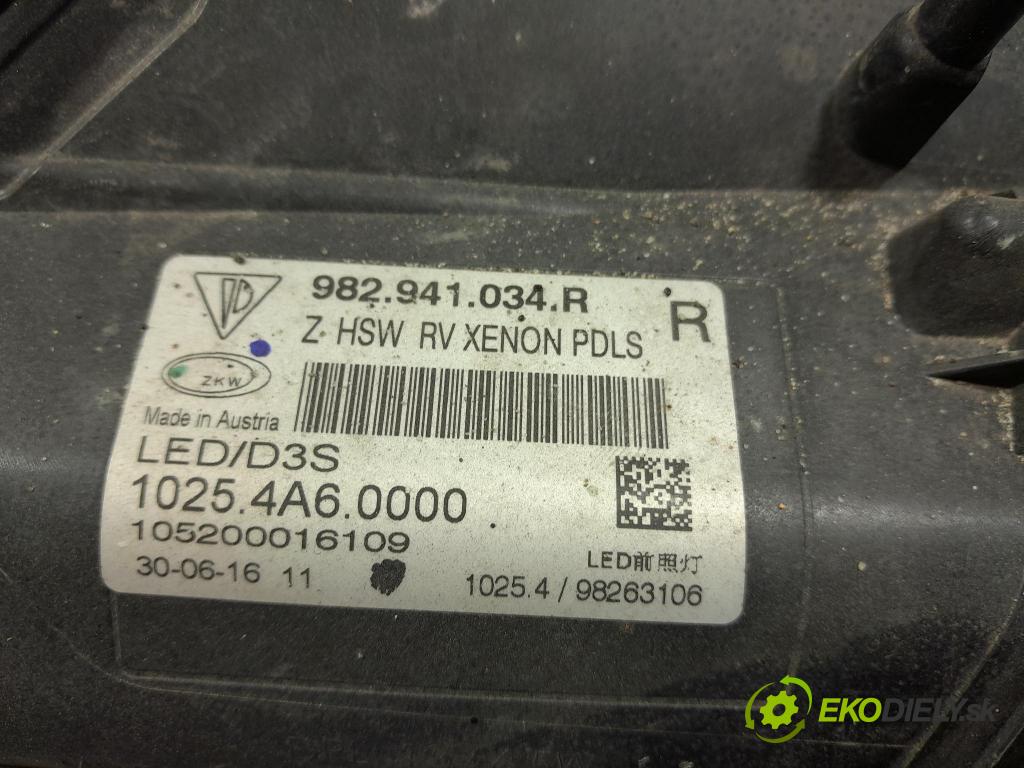 982.941.034.R
Z HSW RV XENON PDLS
R
ZKW
Made in Austria
LED/D3S
1025.4A6.0000
105200016109
30-06-16 11
LED前照灯
1025.4 / 98263106
EKODIELY.sk